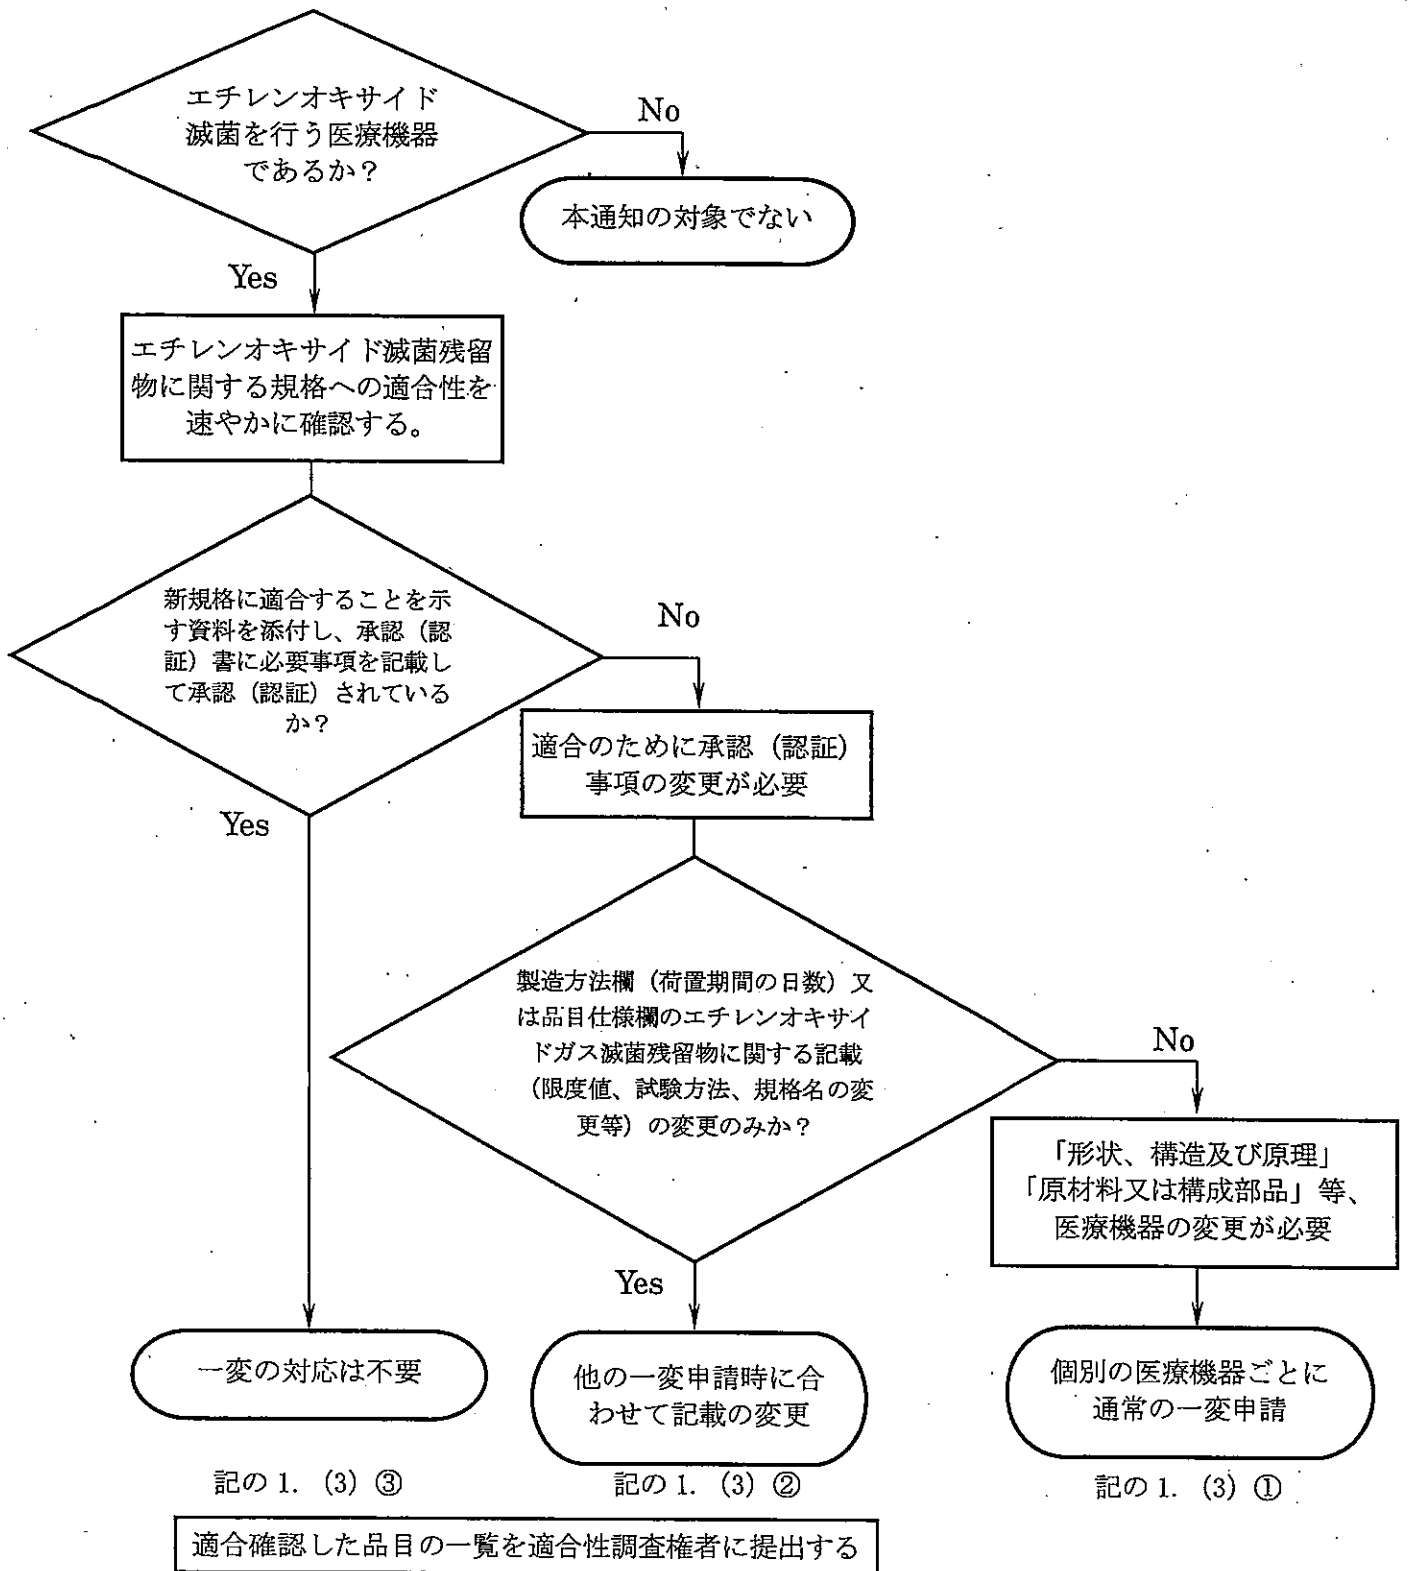 エチレンオキサイド
滅菌を行う医療機器
であるか？
No
本通知の対象でない
Yes
エチレンオキサイド滅菌残留
物に関する規格への適合性を
速やかに確認する。
新規格に適合することを示
す資料を添付し、承認（認
証）書に必要事項を記載し
て承認（認証）されている
か？
No
適合のために承認（認証）
事項の変更が必要
Yes
製造方法欄（荷置期間の日数）又
は品目仕様欄のエチレンオキサイ
ドガス滅菌残留物に関する記載
（限度値、試験方法、規格名の変
更等）の変更のみか？
No
「形状、構造及び原理」
「原材料又は構成部品」等、
医療機器の変更が必要
Yes
一変の対応は不要
他の一変申請時に合
わせて記載の変更
個別の医療機器ごとに
通常の一変申請
記の 1. (3) ③
記の 1. (3) ②
記の 1. (3) ①
適合確認した品目の一覧を適合性調査権者に提出する